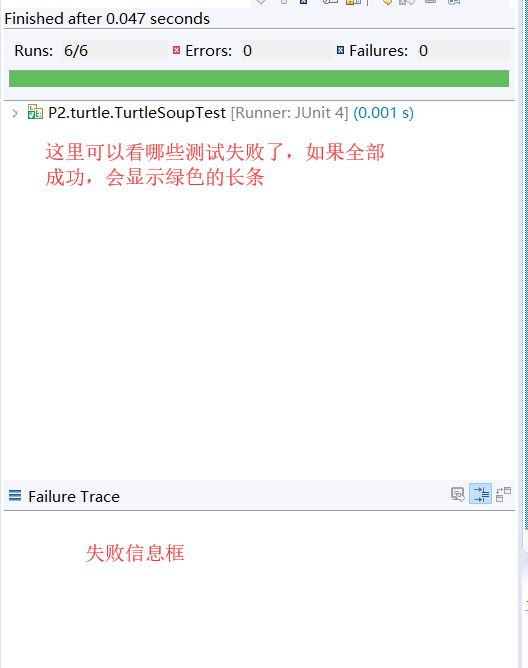 Finished after 0.047 seconds
Runs: 6/6 Errors: 0 Failures: 0
P2.turtle.TurtleSoupTest [Runner: JUnit 4] (0.001 s)
这里可以看哪些测试失败了，如果全部
成功，会显示绿色的长条
Failure Trace
失败信息框